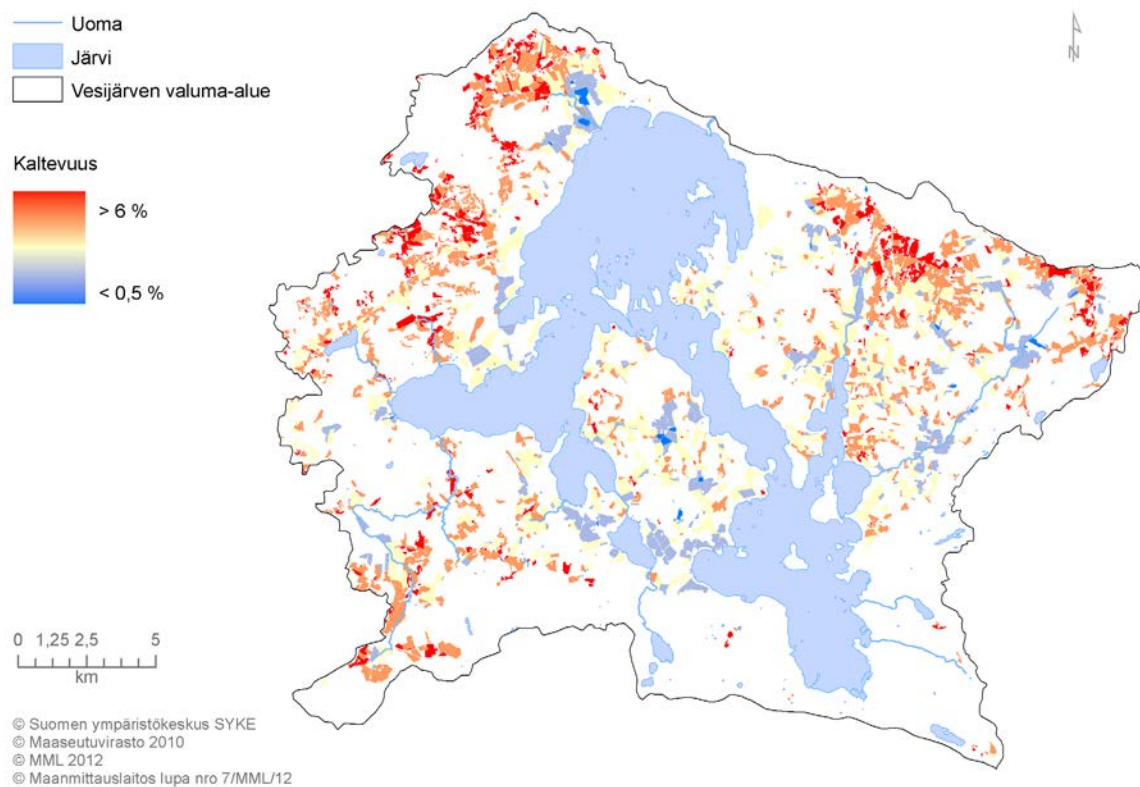 Uoma
Järvi
Vesijärven valuma-alue
N
Kaltevuus
> 6 %
< 0,5 %
0 1,25 2,5 5
km
© Suomen ympäristökeskus SYKE
© Maaseutuvirasto 2010
© MML 2012
© Maanmittauslaitos lupa nro 7/MML/12